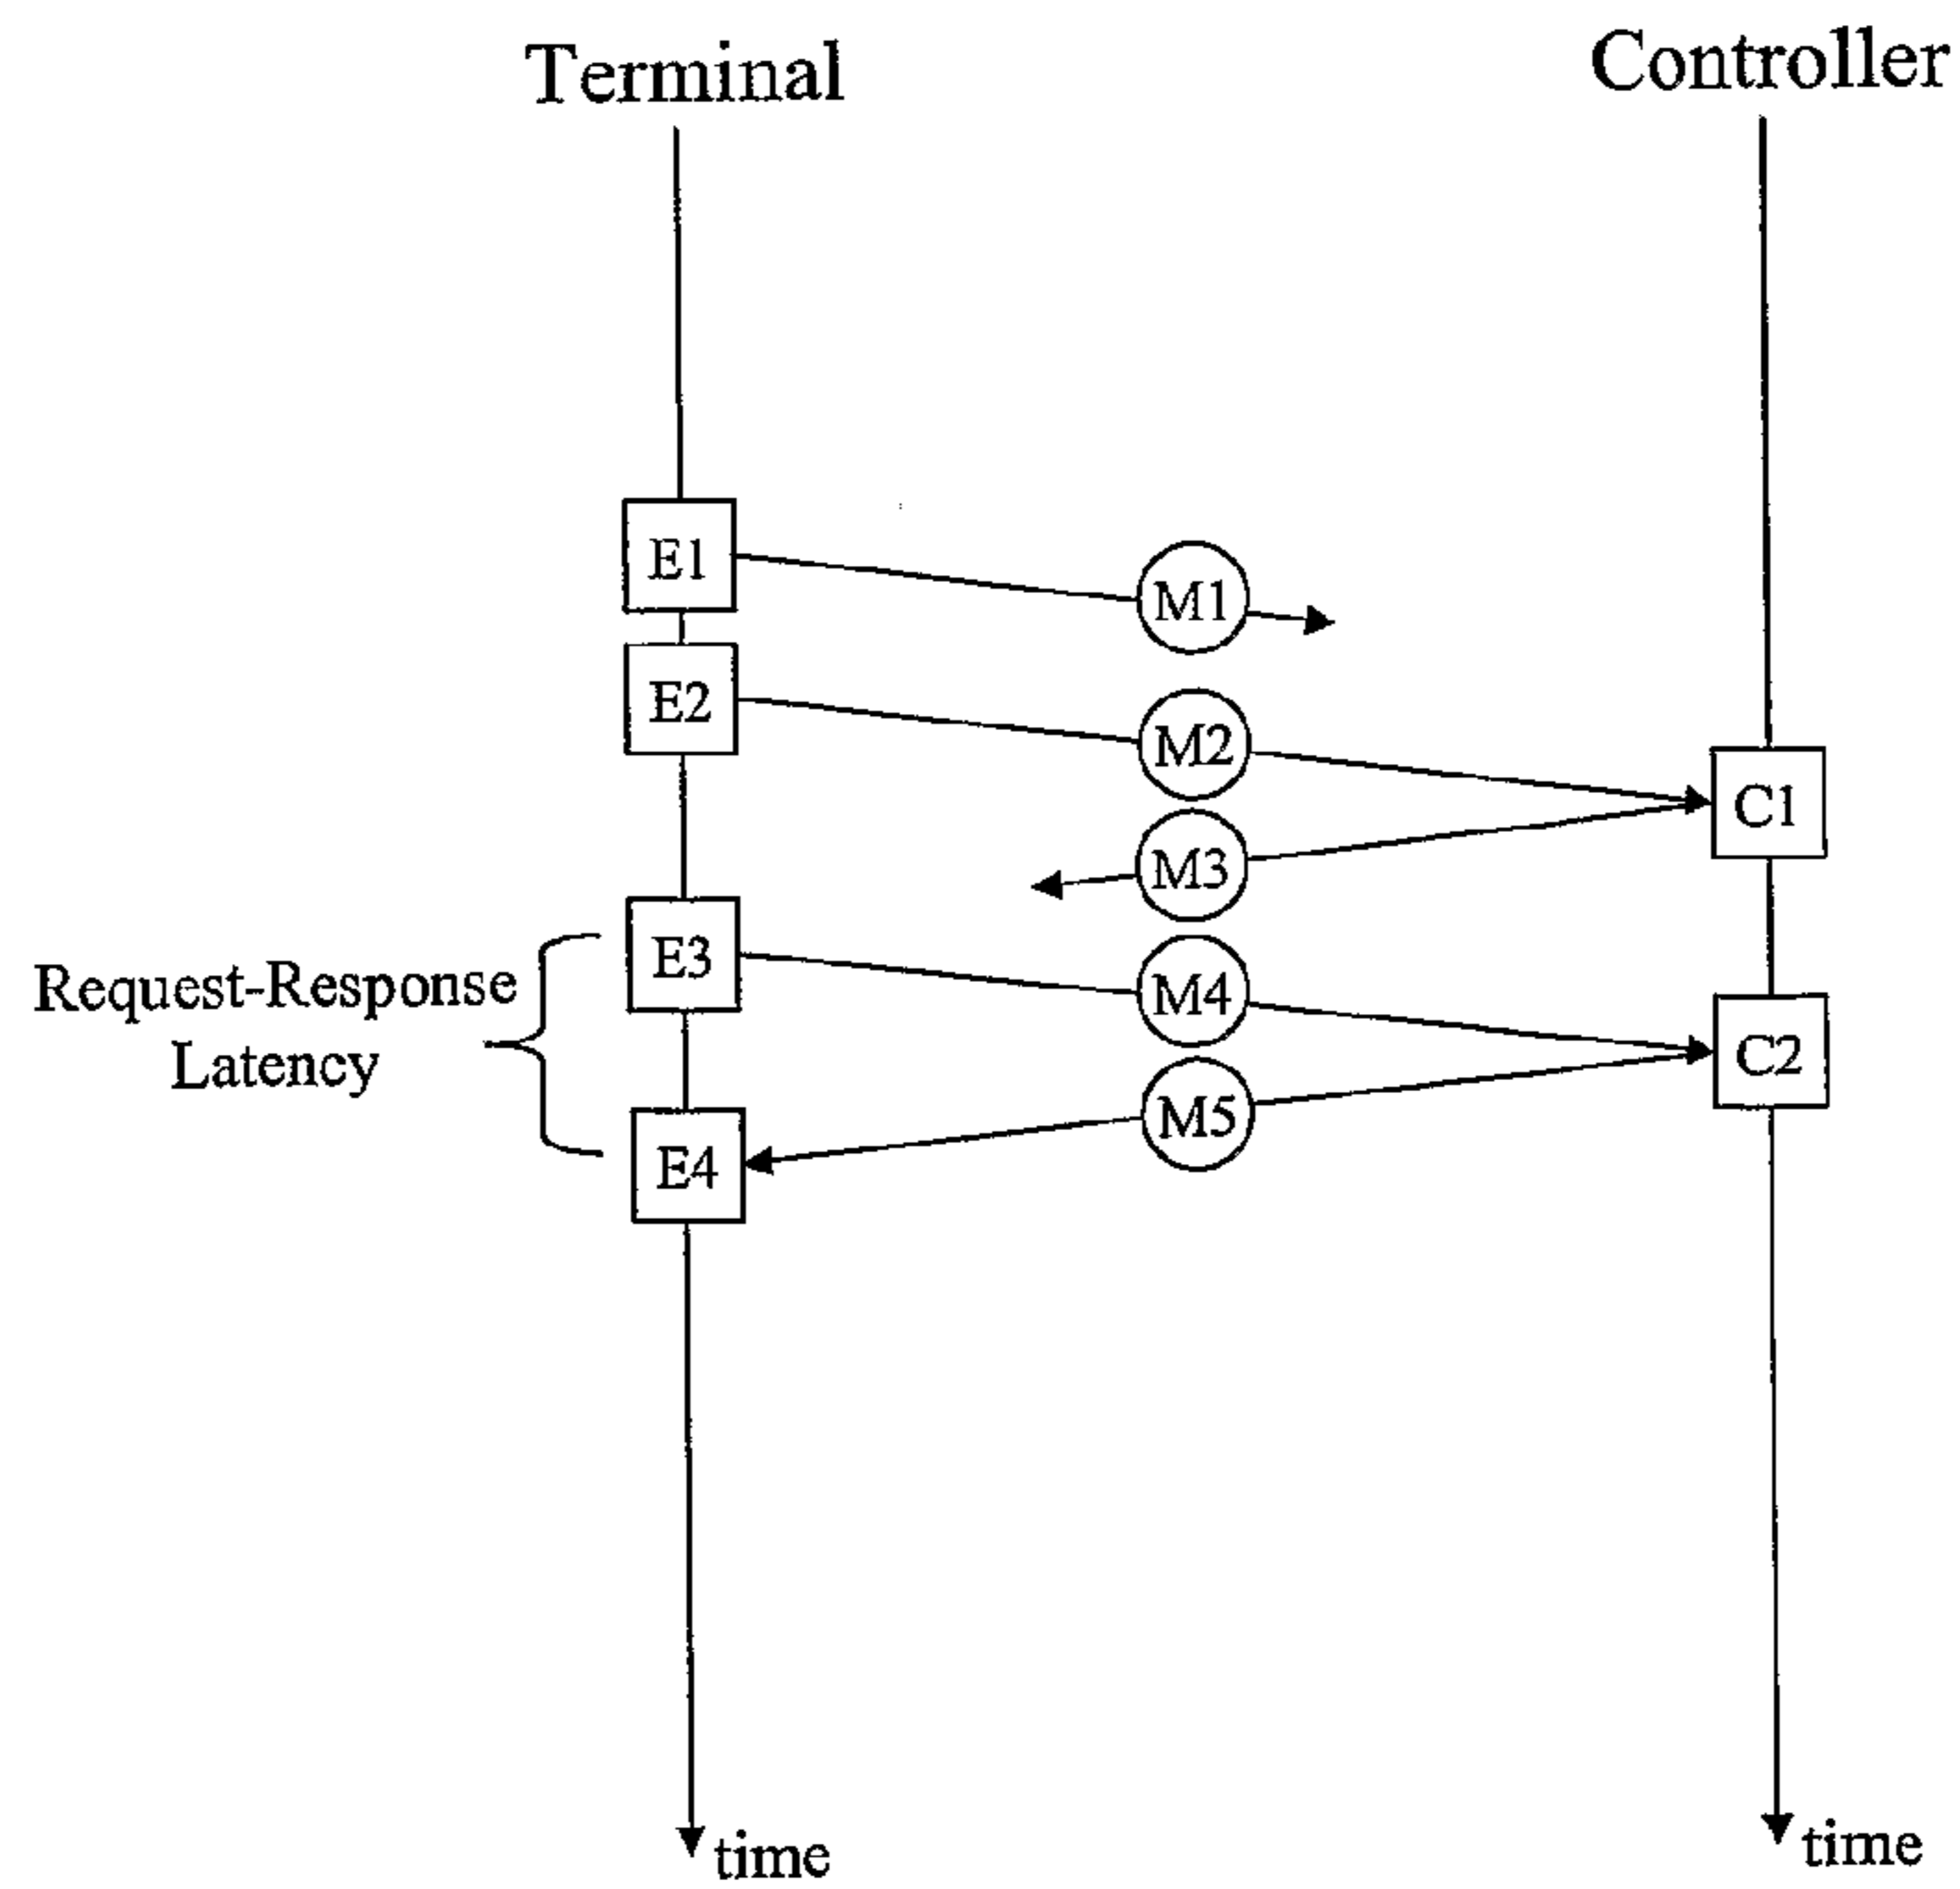 Terminal
Controller
E1
M1
E2
M2
C1
M3
E3
Request-Response
Latency
M4
C2
M5
E4
time
time